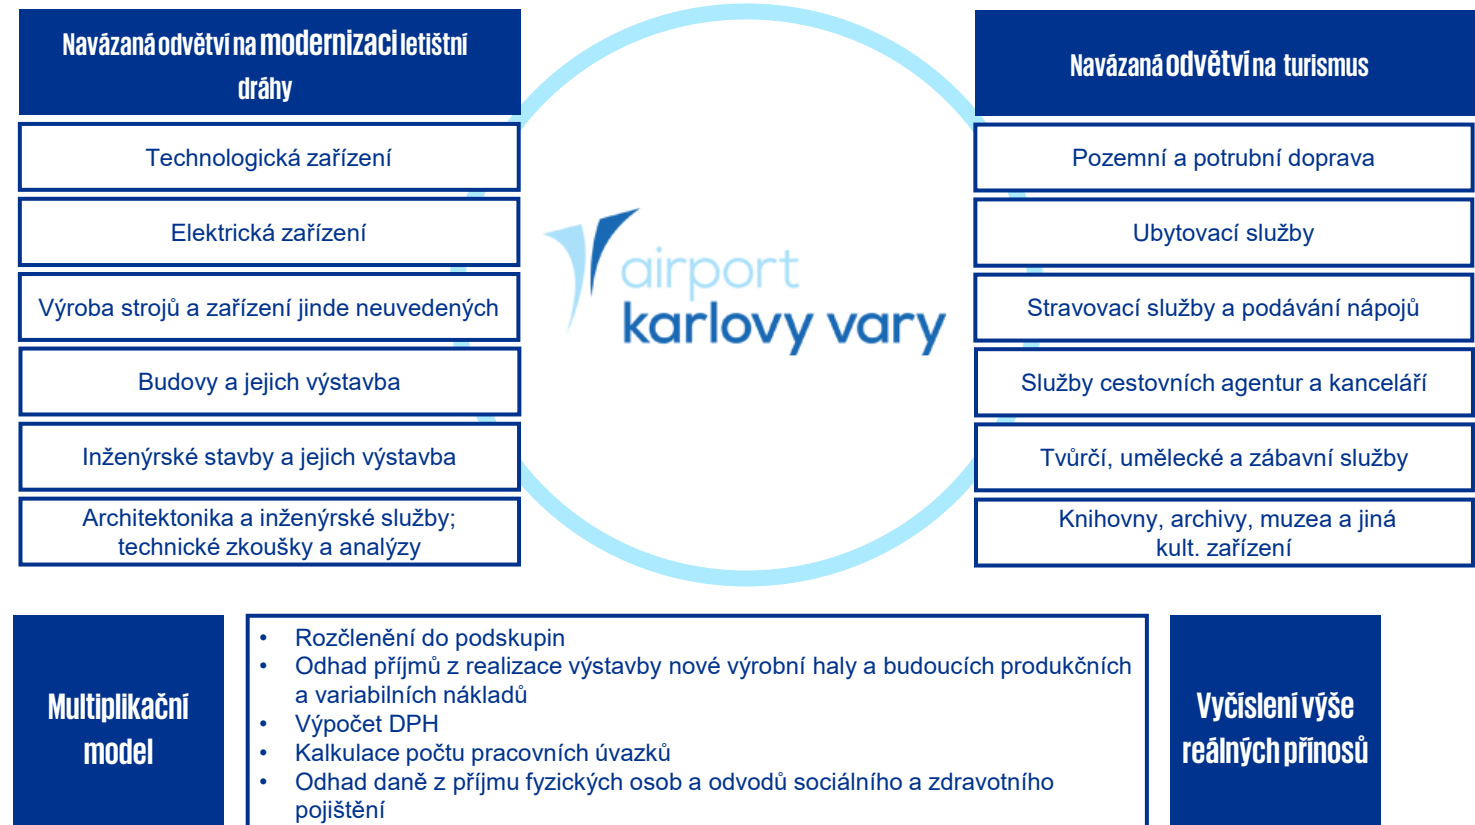 Navázaná odvětví na modernizaci letištní
dráhy
Technologická zařízení
Elektrická zařízení
Výroba strojů a zařízení jinde neuvedených
Budovy a jejich výstavba
Inženýrské stavby a jejich výstavba
Architektonika a inženýrské služby;
technické zkoušky a analýzy
airport
karlovy vary
Navázaná odvětví na turismus
Pozemní a potrubní doprava
Ubytovací služby
Stravovací služby a podávání nápojů
Služby cestovních agentur a kanceláří
Tvůrčí, umělecké a zábavní služby
Knihovny, archivy, muzea a jiná
kult. zařízení
Multiplikační
model
• Rozčlenění do podskupin
• Odhad příjmů z realizace výstavby nové výrobní haly a budoucích produkčních
a variabilních nákladů
• Výpočet DPH
• Kalkulace počtu pracovních úvazků
• Odhad daně z příjmu fyzických osob a odvodů sociálního a zdravotního
pojištění
Vyčíslení výše
reálných přínosů